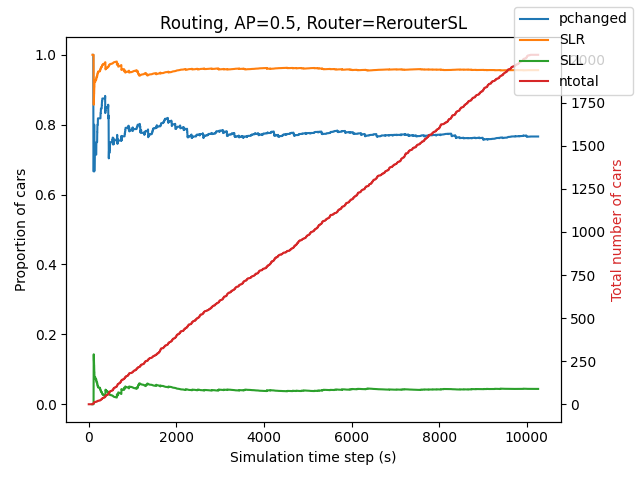 Routing, AP=0.5, Router=RerouterSL
pchanged
SLR
SLL
ntotal
1.0
0.8
0.6
0.4
0.2
0.0
Proportion of cars
1750
1500
1250
1000
750
500
250
0
Total number of cars
0 2000 4000 6000 8000 10000
Simulation time step (s)